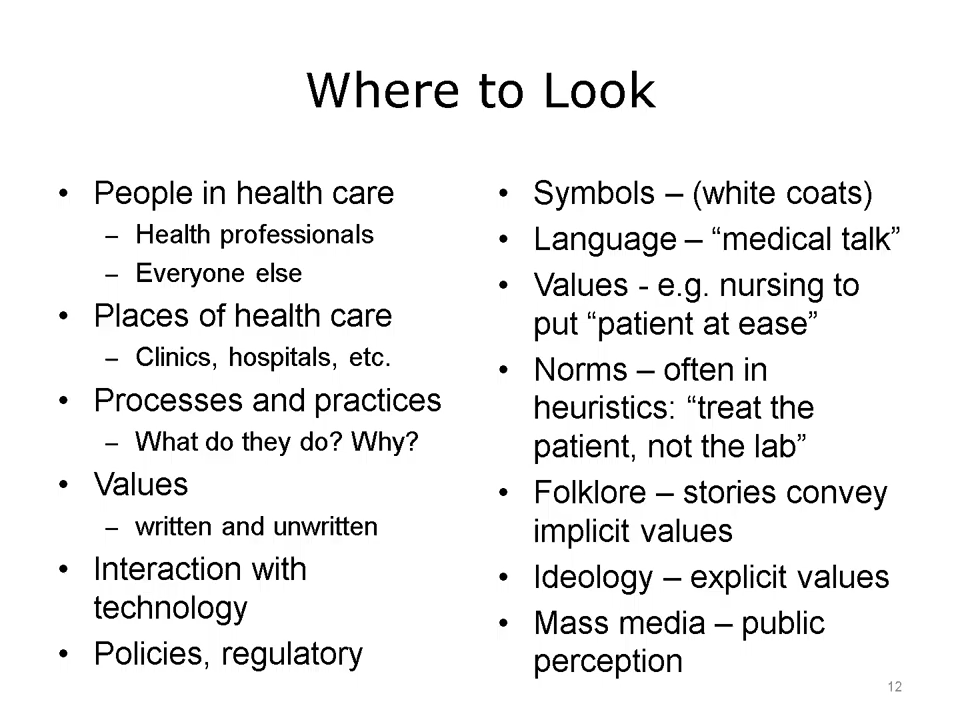 Where to Look
• People in health care
– Health professionals
– Everyone else
• Places of health care
– Clinics, hospitals, etc.
• Processes and practices
– What do they do? Why?
• Values
– written and unwritten
• Interaction with
technology
• Policies, regulatory
• Symbols – (white coats)
• Language – “medical talk”
• Values - e.g. nursing to
put “patient at ease”
• Norms – often in
heuristics: “treat the
patient, not the lab”
• Folklore – stories convey
implicit values
• Ideology – explicit values
• Mass media – public
perception
12